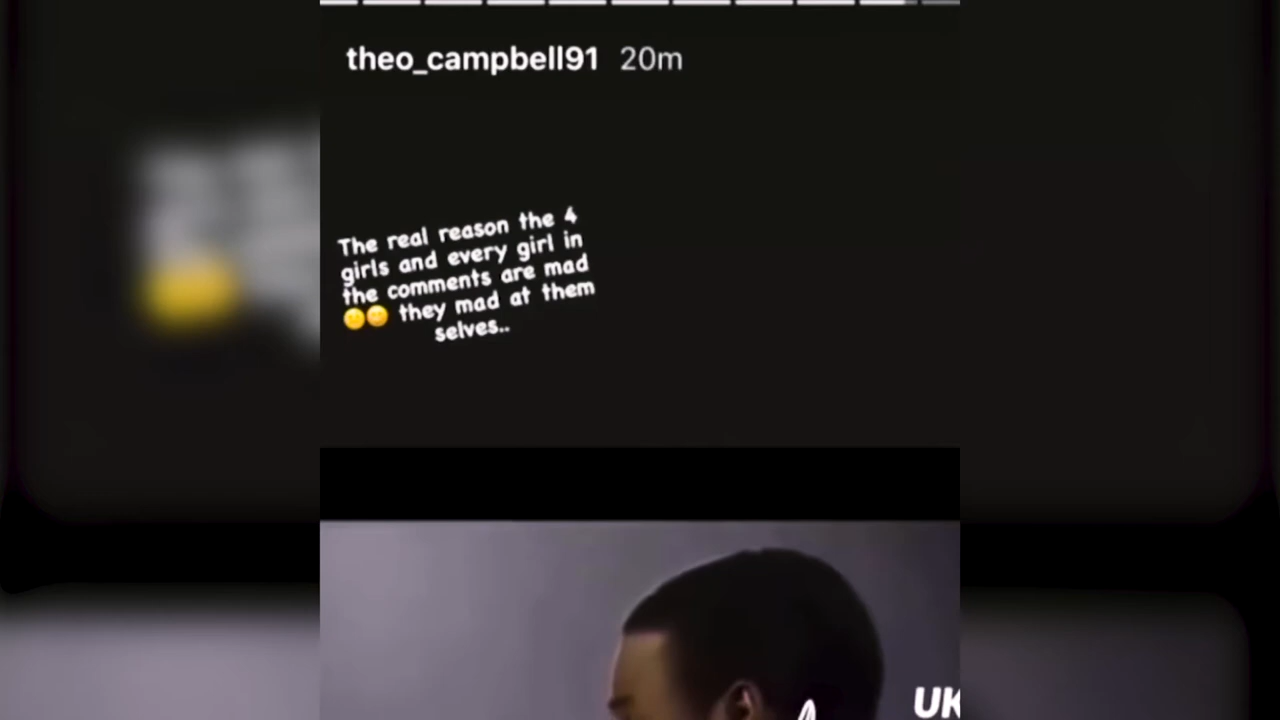 theo_campbell91 20m
The real reason the 4
girls and every girl in
the comments are mad
😕😕 they mad at them
selves..
UK